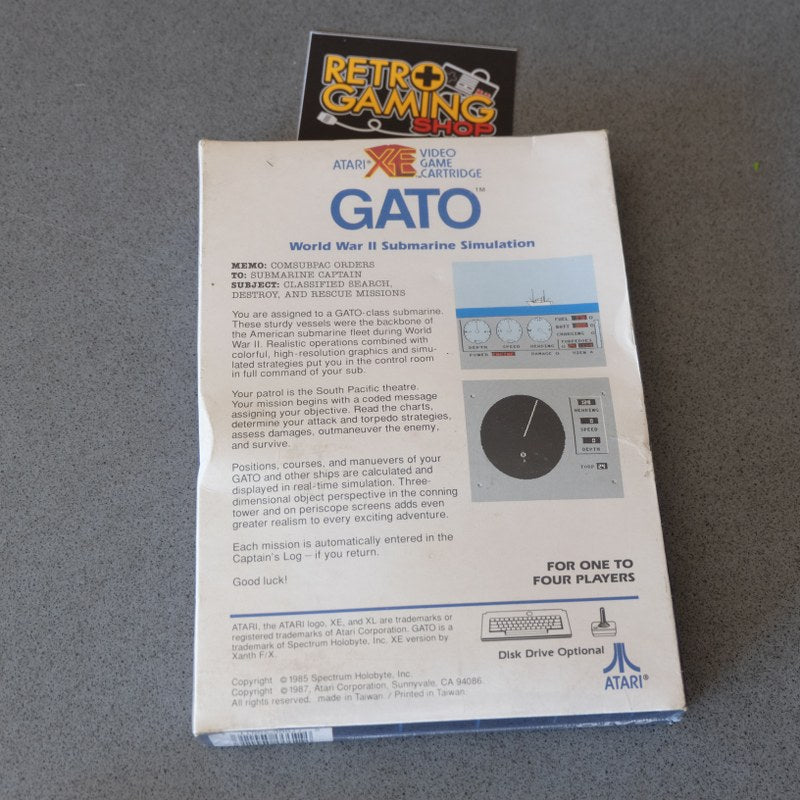 RETRO
GAMING
SHOP
ATARI® XE VIDEO
GAME
CARTRIDGE
GATO™
World War II Submarine Simulation
MEMO: COMSUBPAC ORDERS
TO: SUBMARINE CAPTAIN
SUBJECT: CLASSIFIED SEARCH,
DESTROY, AND RESCUE MISSIONS
You are assigned to a GATO-class submarine.
These sturdy vessels were the backbone of
the American submarine fleet during World
War II. Realistic operations combined with
colorful, high-resolution graphics and simu-
lated strategies put you in the control room
in full command of your sub.
Your patrol is the South Pacific theatre.
Your mission begins with a coded message
assigning your objective. Read the charts,
determine your attack and torpedo strategies,
assess damages, outmaneuver the enemy,
and survive.
Positions, courses, and manuevers of your
GATO and other ships are calculated and
displayed in real-time simulation. Three-
dimensional object perspective in the conning
tower and on periscope screens adds even
greater realism to every exciting adventure.
Each mission is automatically entered in the
Captain's Log – if you return.
Good luck!
FUEL
BATT
CHARGING
TORPEDOES
DEPTH SPEED HEADING
POWER ENGINE DAMAGE 0 VIEW A
HEADING
0
SPEED
0
DEPTH
TORP 24
FOR ONE TO
FOUR PLAYERS
ATARI, the ATARI logo, XE, and XL are trademarks or
registered trademarks of Atari Corporation. GATO is a
trademark of Spectrum Holobyte, Inc. XE version by
Xanth F/X.
Copyright © 1985 Spectrum Holobyte, Inc.
Copyright © 1987, Atari Corporation, Sunnyvale, CA 94086
All rights reserved. made in Taiwan. / Printed in Taiwan.
Disk Drive Optional
ATARI®